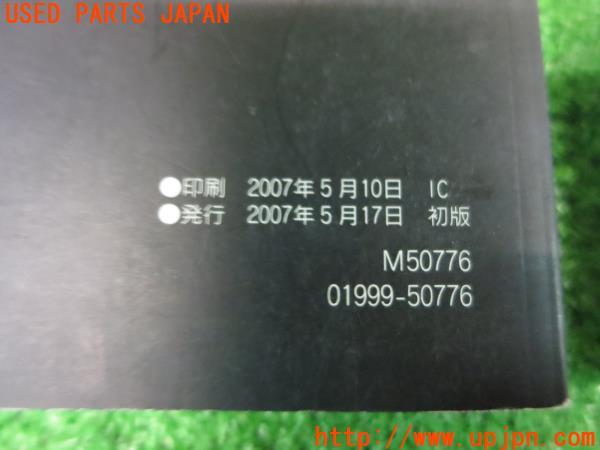 USED PARTS JAPAN
●印刷 2007年5月10日 IC
●発行 2007年5月17日 初版
M50776
01999-50776
http://www.upjpn.com